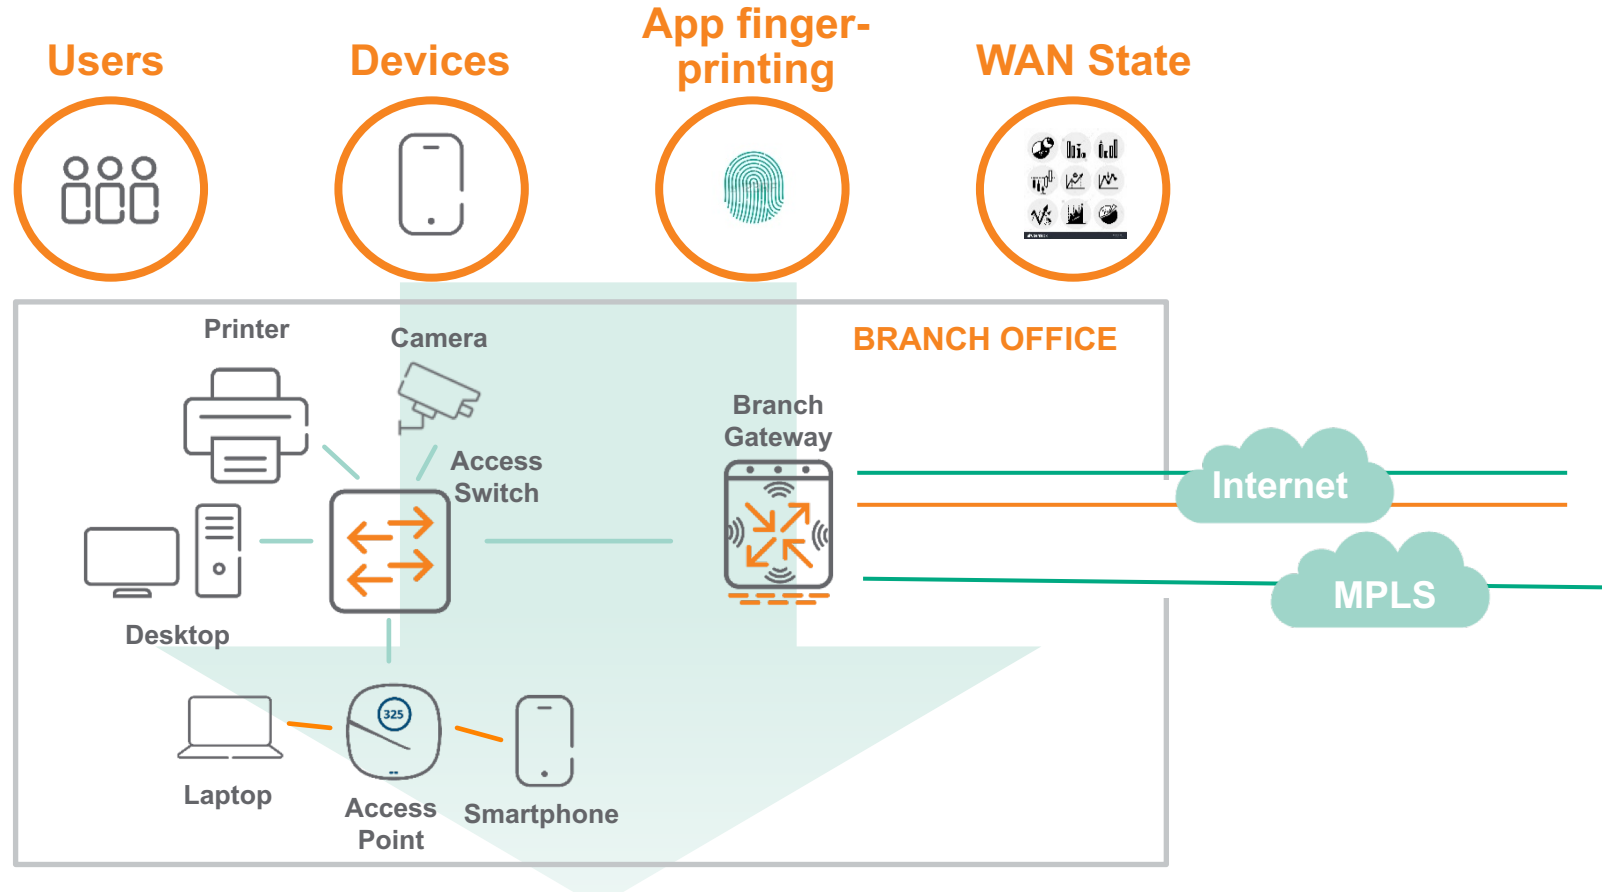 App finger-
Users
Devices
printing
WAN State
Printer
Camera
BRANCH OFFICE
Branch
Gateway
Access
Switch
Internet
MPLS
Desktop
325
Laptop
Access
Point
Smartphone